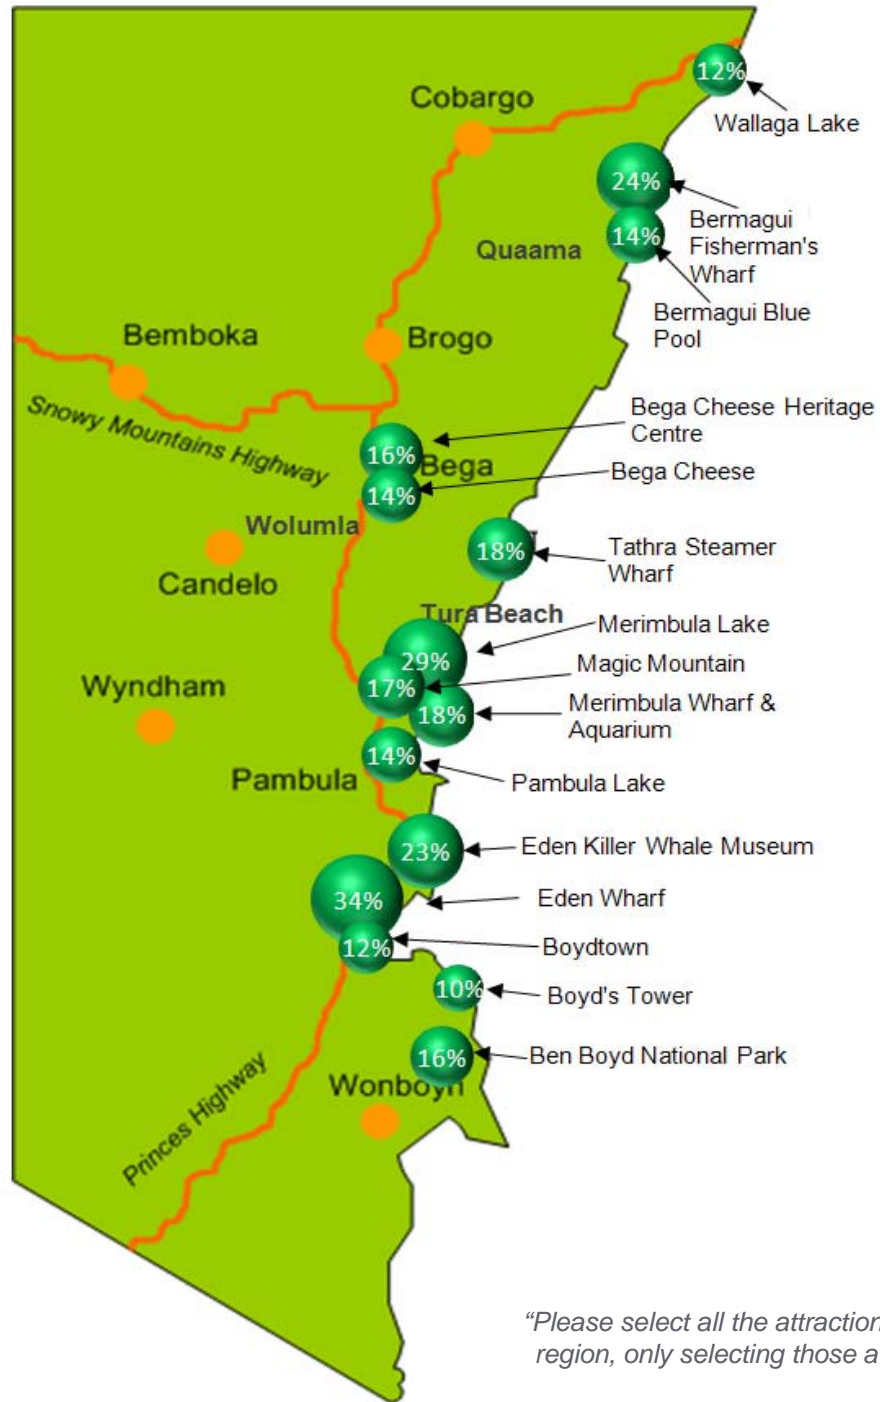 12%
Cobargo
Wallaga Lake
24%
Bermagui
Fisherman's
Wharf
14%
Quaama
Bermagui Blue
Pool
Bemboka
Brogo
Snowy Mountains Highway
Bega Cheese Heritage
Centre
16%
Bega
Bega Cheese
14%
Wolumla
18%
Tathra Steamer
Wharf
Candelo
Tura Beach
Merimbula Lake
29%
Magic Mountain
17%
Wyndham
Merimbula Wharf &
Aquarium
18%
14%
Pambula
Pambula Lake
23%
Eden Killer Whale Museum
34%
Eden Wharf
12%
Boydtown
10%
Boyd's Tower
16%
Ben Boyd National Park
Wonboyn
Princes Highway
“Please select all the attraction
region, only selecting those a